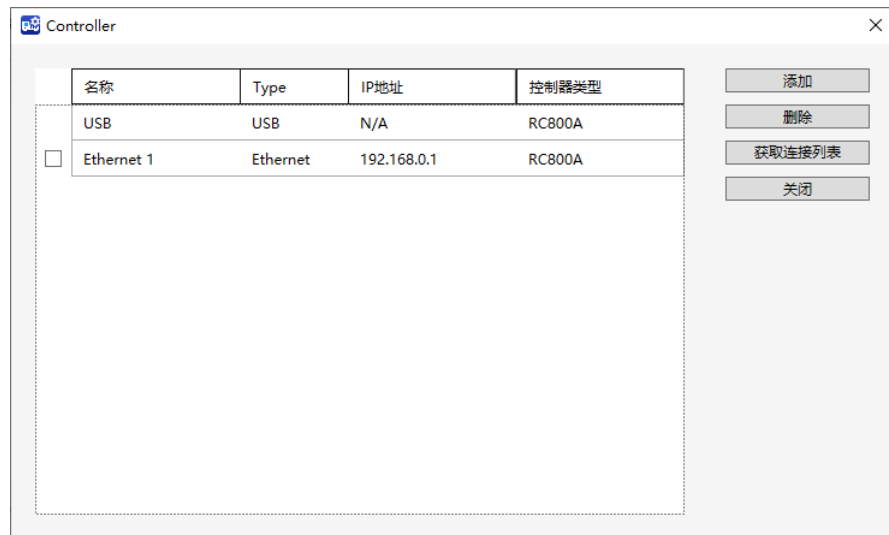 Controller
名称 Type IP地址 控制器类型
USB USB N/A RC800A
Ethernet 1 Ethernet 192.168.0.1 RC800A
添加
删除
获取连接列表
关闭